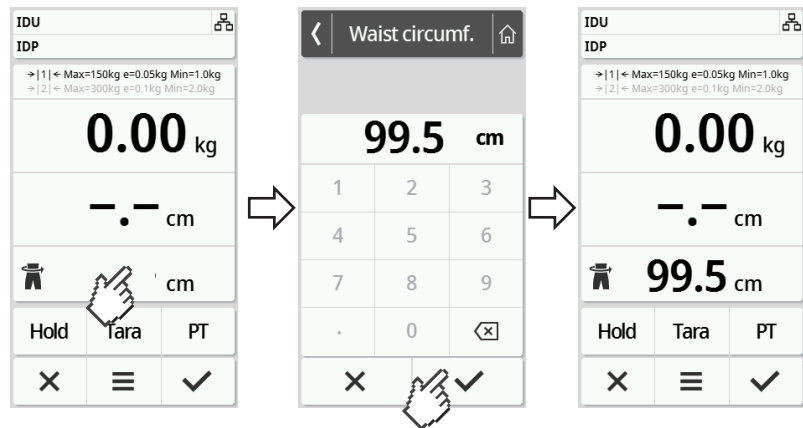 IDU
IDP
→|1|← Max=150kg e=0.05kg Min=1.0kg
→|2|← Max=300kg e=0.1kg Min=2.0kg
0.00 kg
–.– cm
cm
Hold Tara PT
Waist circumf.
99.5 cm
1 2 3
4 5 6
7 8 9
. 0
IDU
IDP
→|1|← Max=150kg e=0.05kg Min=1.0kg
→|2|← Max=300kg e=0.1kg Min=2.0kg
0.00 kg
–.– cm
99.5 cm
Hold Tara PT